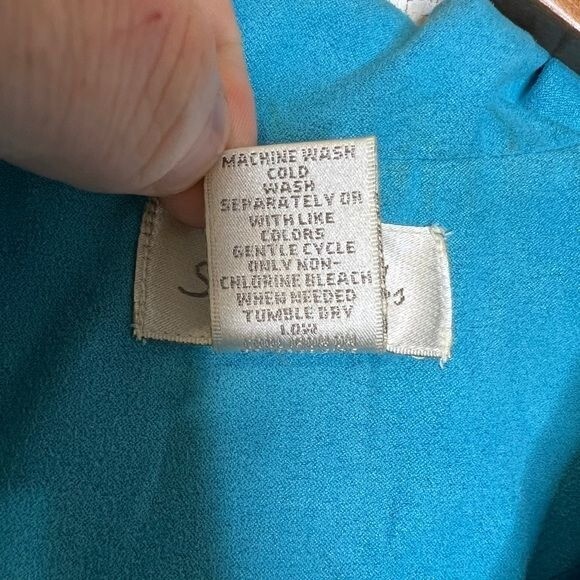 MACHINE WASH
COLD
WASH
SEPARATELY OR
WITH LIKE
COLORS
GENTLE CYCLE
ONLY NON-
CHLORINE BLEACH
WHEN NEEDED
TUMBLE DRY
LOW